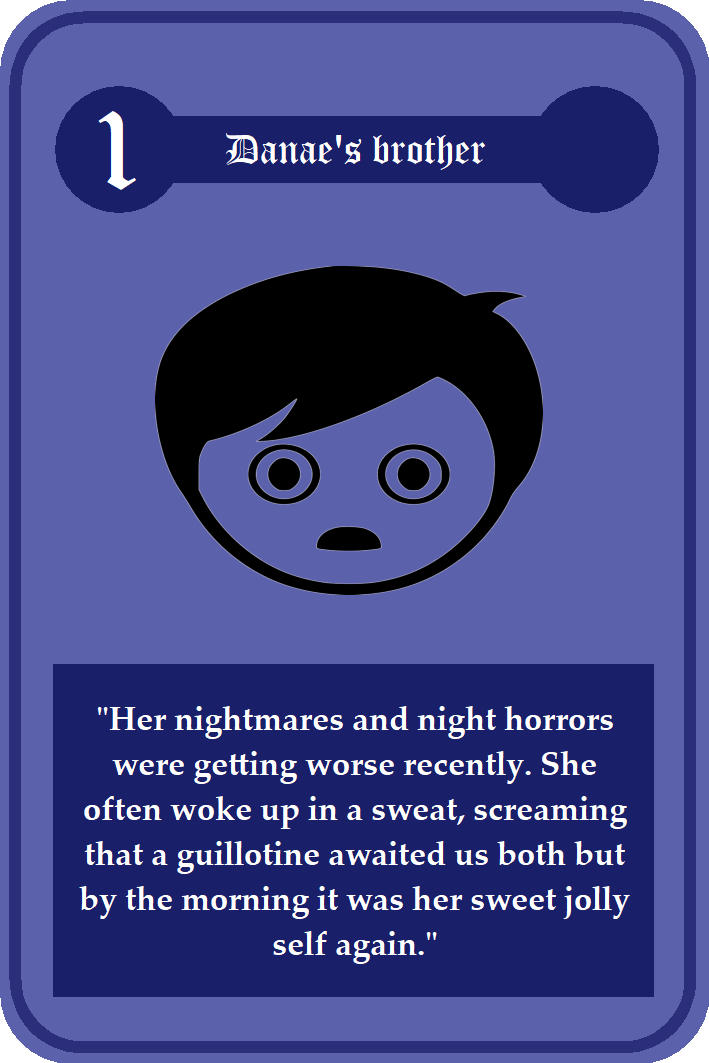 1
Danae's brother
"Her nightmares and night horrors
were getting worse recently. She
often woke up in a sweat, screaming
that a guillotine awaited us both but
by the morning it was her sweet jolly
self again."